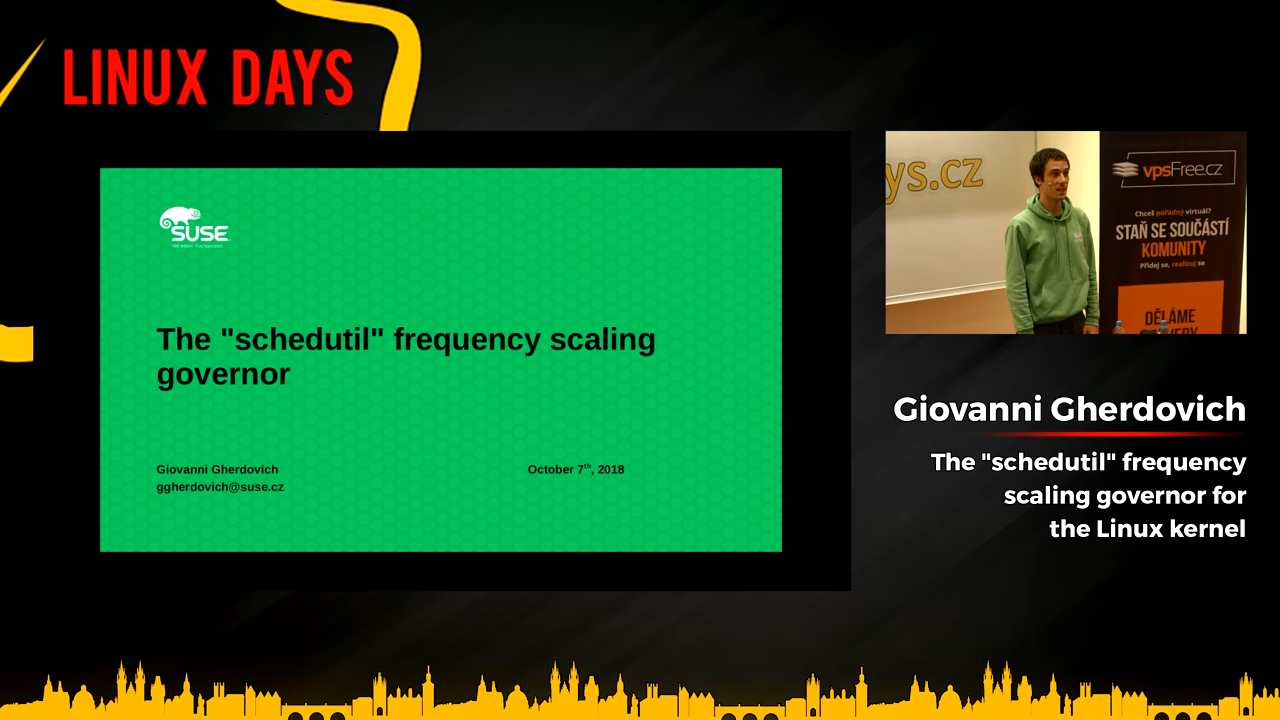 LINUX DAYS
SUSE
The "schedutil" frequency scaling
governor
Giovanni Gherdovich
October 7th, 2018
ggherdovich@suse.cz
ys.cz
vpsFree.cz
Chceš pořádný virtuál?
STAŇ SE SOUČÁSTÍ
KOMUNITY
Přidej se, realizuj se
DĚLÁME
Giovanni Gherdovich
The "schedutil" frequency
scaling governor for
the Linux kernel